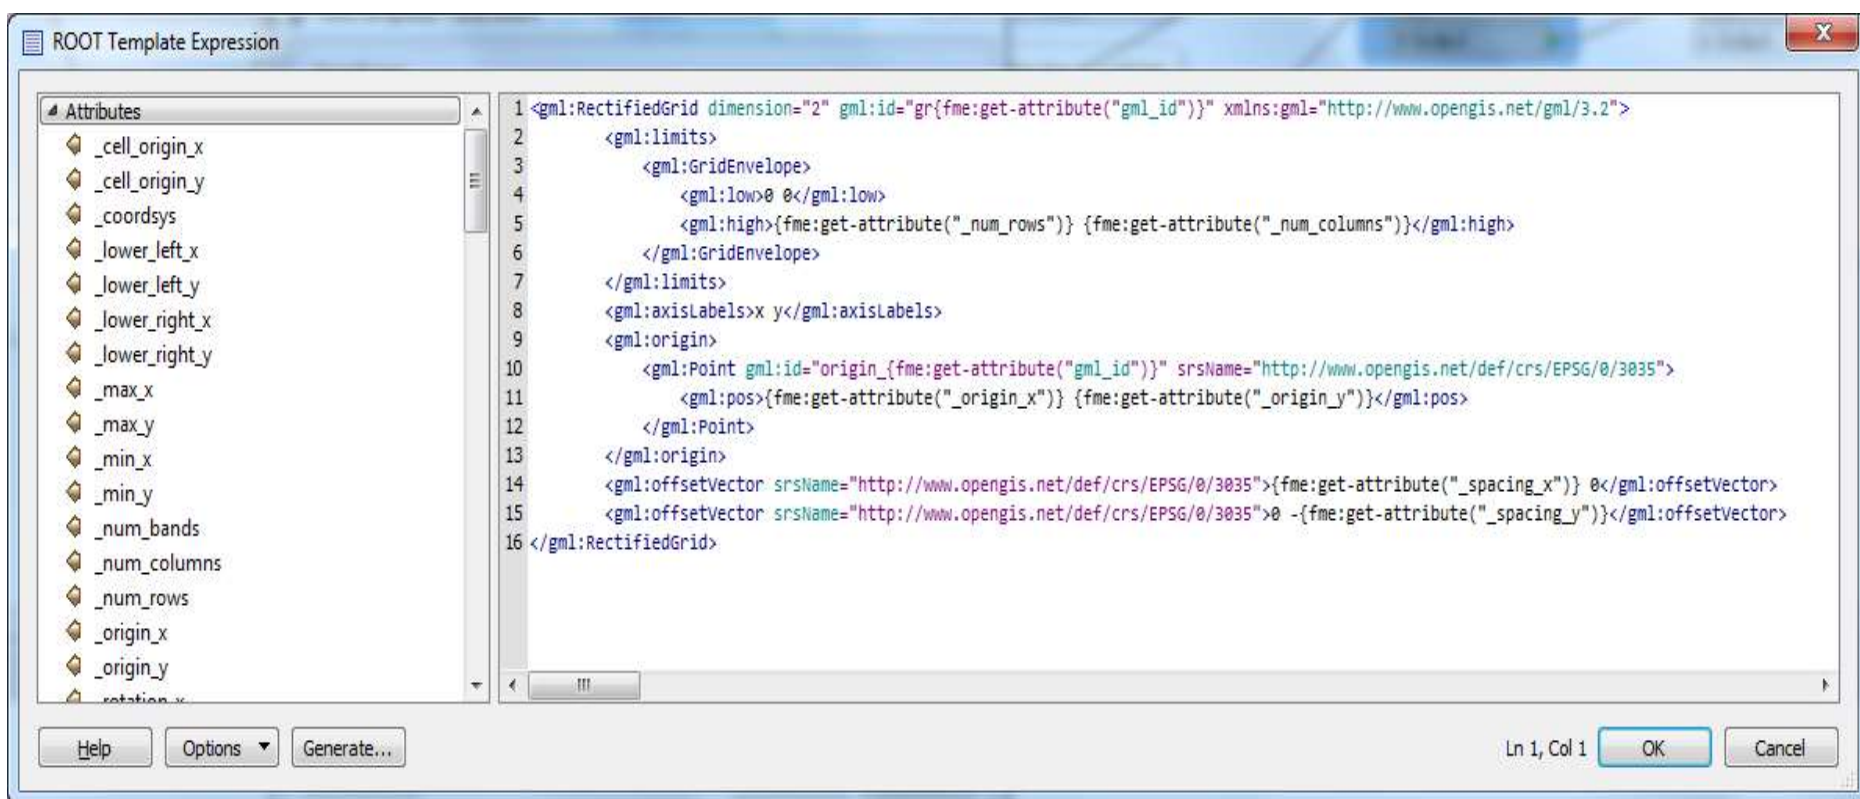 ROOT Template Expression
X
Attributes
_cell_origin_x
_cell_origin_y
_coordsys
_lower_left_x
_lower_left_y
_lower_right_x
_lower_right_y
_max_x
_max_y
_min_x
_min_y
_num_bands
_num_columns
_num_rows
_origin_x
_origin_y
_rotation_x
1 <gml:RectifiedGrid dimension="2" gml:id="gr{fme:get-attribute("gml_id")}" xmlns:gml="http://www.opengis.net/gml/3.2">
2 <gml:limits>
3 <gml:GridEnvelope>
4 <gml:low>0 0</gml:low>
5 <gml:high>{fme:get-attribute("_num_rows")} {fme:get-attribute("_num_columns")}</gml:high>
6 </gml:GridEnvelope>
7 </gml:limits>
8 <gml:axisLabels>x y</gml:axisLabels>
9 <gml:origin>
10 <gml:Point gml:id="origin_{fme:get-attribute("gml_id")}" srsName="http://www.opengis.net/def/crs/EPSG/0/3035">
11 <gml:pos>{fme:get-attribute("_origin_x")} {fme:get-attribute("_origin_y")}</gml:pos>
12 </gml:Point>
13 </gml:origin>
14 <gml:offsetVector srsName="http://www.opengis.net/def/crs/EPSG/0/3035">{fme:get-attribute("_spacing_x")} 0</gml:offsetVector>
15 <gml:offsetVector srsName="http://www.opengis.net/def/crs/EPSG/0/3035">0 -{fme:get-attribute("_spacing_y")}</gml:offsetVector>
16 </gml:RectifiedGrid>
Help Options Generate... Ln 1, Col 1 OK Cancel